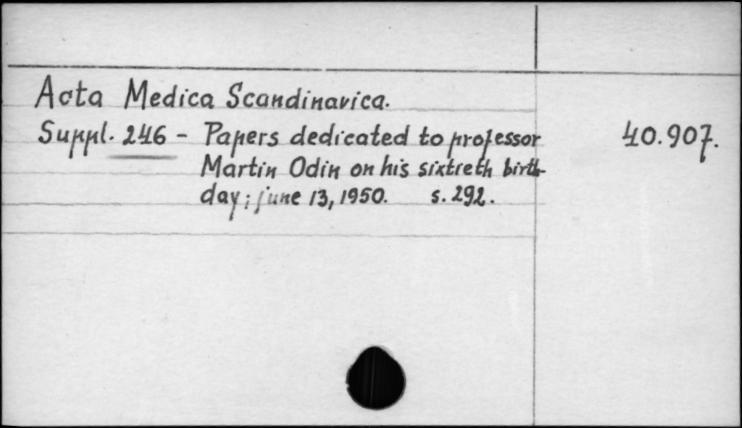 Acta Medica Scandinavica.
Suppl. 246 - Papers dedicated to professor 40.907.
Martin Odin on his sixtieth birth-
day; june 13, 1950. s. 292.